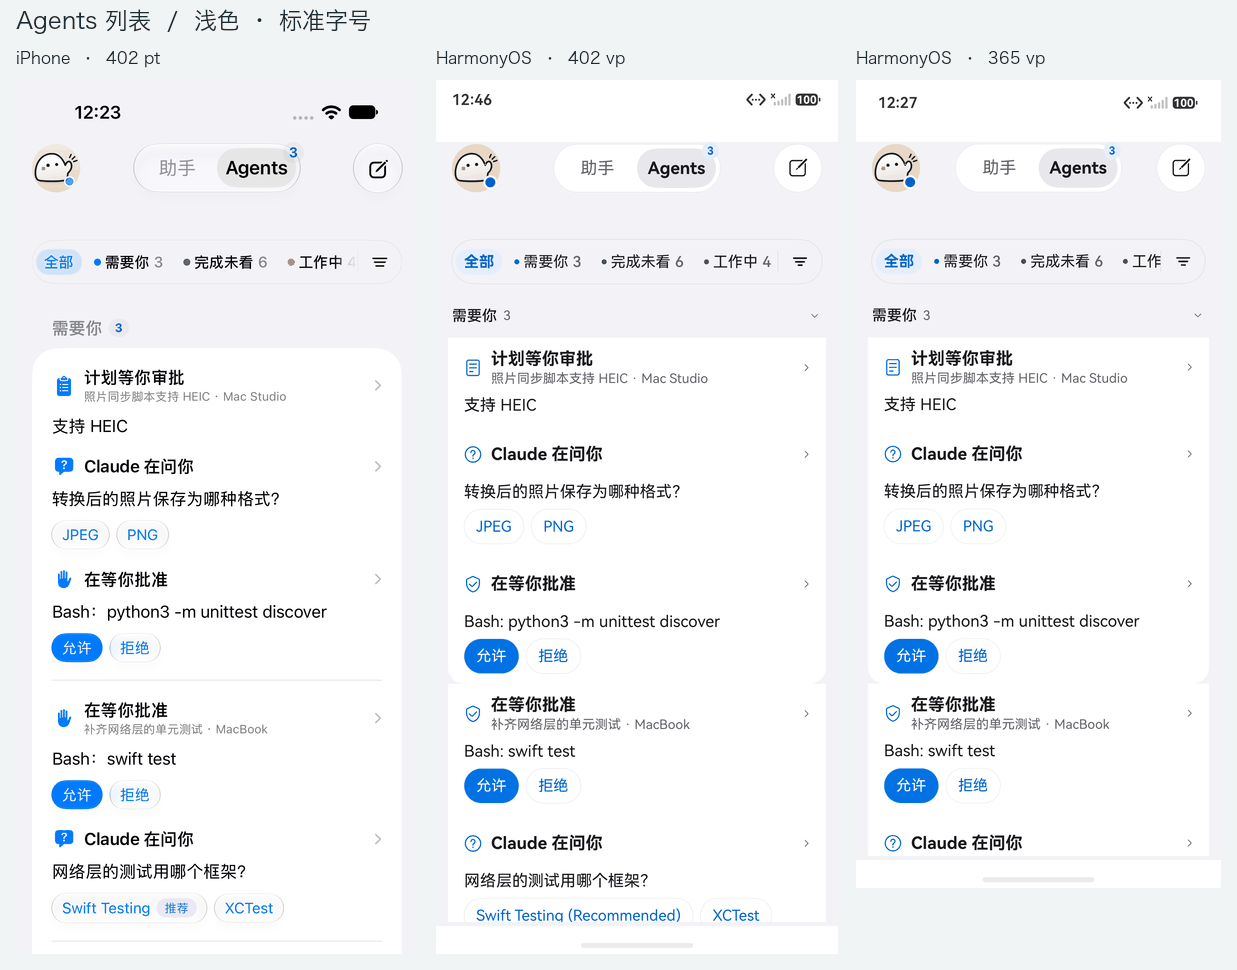 Agents 列表 / 浅色 · 标准字号
iPhone · 402 pt
12:23
助手
Agents
3
全部
需要你 3
完成未看 6
工作中 4
需要你 3
计划等你审批
照片同步脚本支持 HEIC · Mac Studio
支持 HEIC
Claude 在问你
转换后的照片保存为哪种格式?
JPEG
PNG
在等你批准
Bash：python3 -m unittest discover
允许
拒绝
在等你批准
补齐网络层的单元测试 · MacBook
Bash：swift test
允许
拒绝
Claude 在问你
网络层的测试用哪个框架?
Swift Testing 推荐
XCTest
HarmonyOS · 402 vp
12:46
100
助手
Agents
3
全部
需要你 3
完成未看 6
工作中 4
需要你 3
计划等你审批
照片同步脚本支持 HEIC · Mac Studio
支持 HEIC
Claude 在问你
转换后的照片保存为哪种格式?
JPEG
PNG
在等你批准
Bash: python3 -m unittest discover
允许
拒绝
在等你批准
补齐网络层的单元测试 · MacBook
Bash: swift test
允许
拒绝
Claude 在问你
网络层的测试用哪个框架?
Swift Testing (Recommended)
XCTest
HarmonyOS · 365 vp
12:27
100
助手
Agents
3
全部
需要你 3
完成未看 6
工作
需要你 3
计划等你审批
照片同步脚本支持 HEIC · Mac Studio
支持 HEIC
Claude 在问你
转换后的照片保存为哪种格式?
JPEG
PNG
在等你批准
Bash: python3 -m unittest discover
允许
拒绝
在等你批准
补齐网络层的单元测试 · MacBook
Bash: swift test
允许
拒绝
Claude 在问你